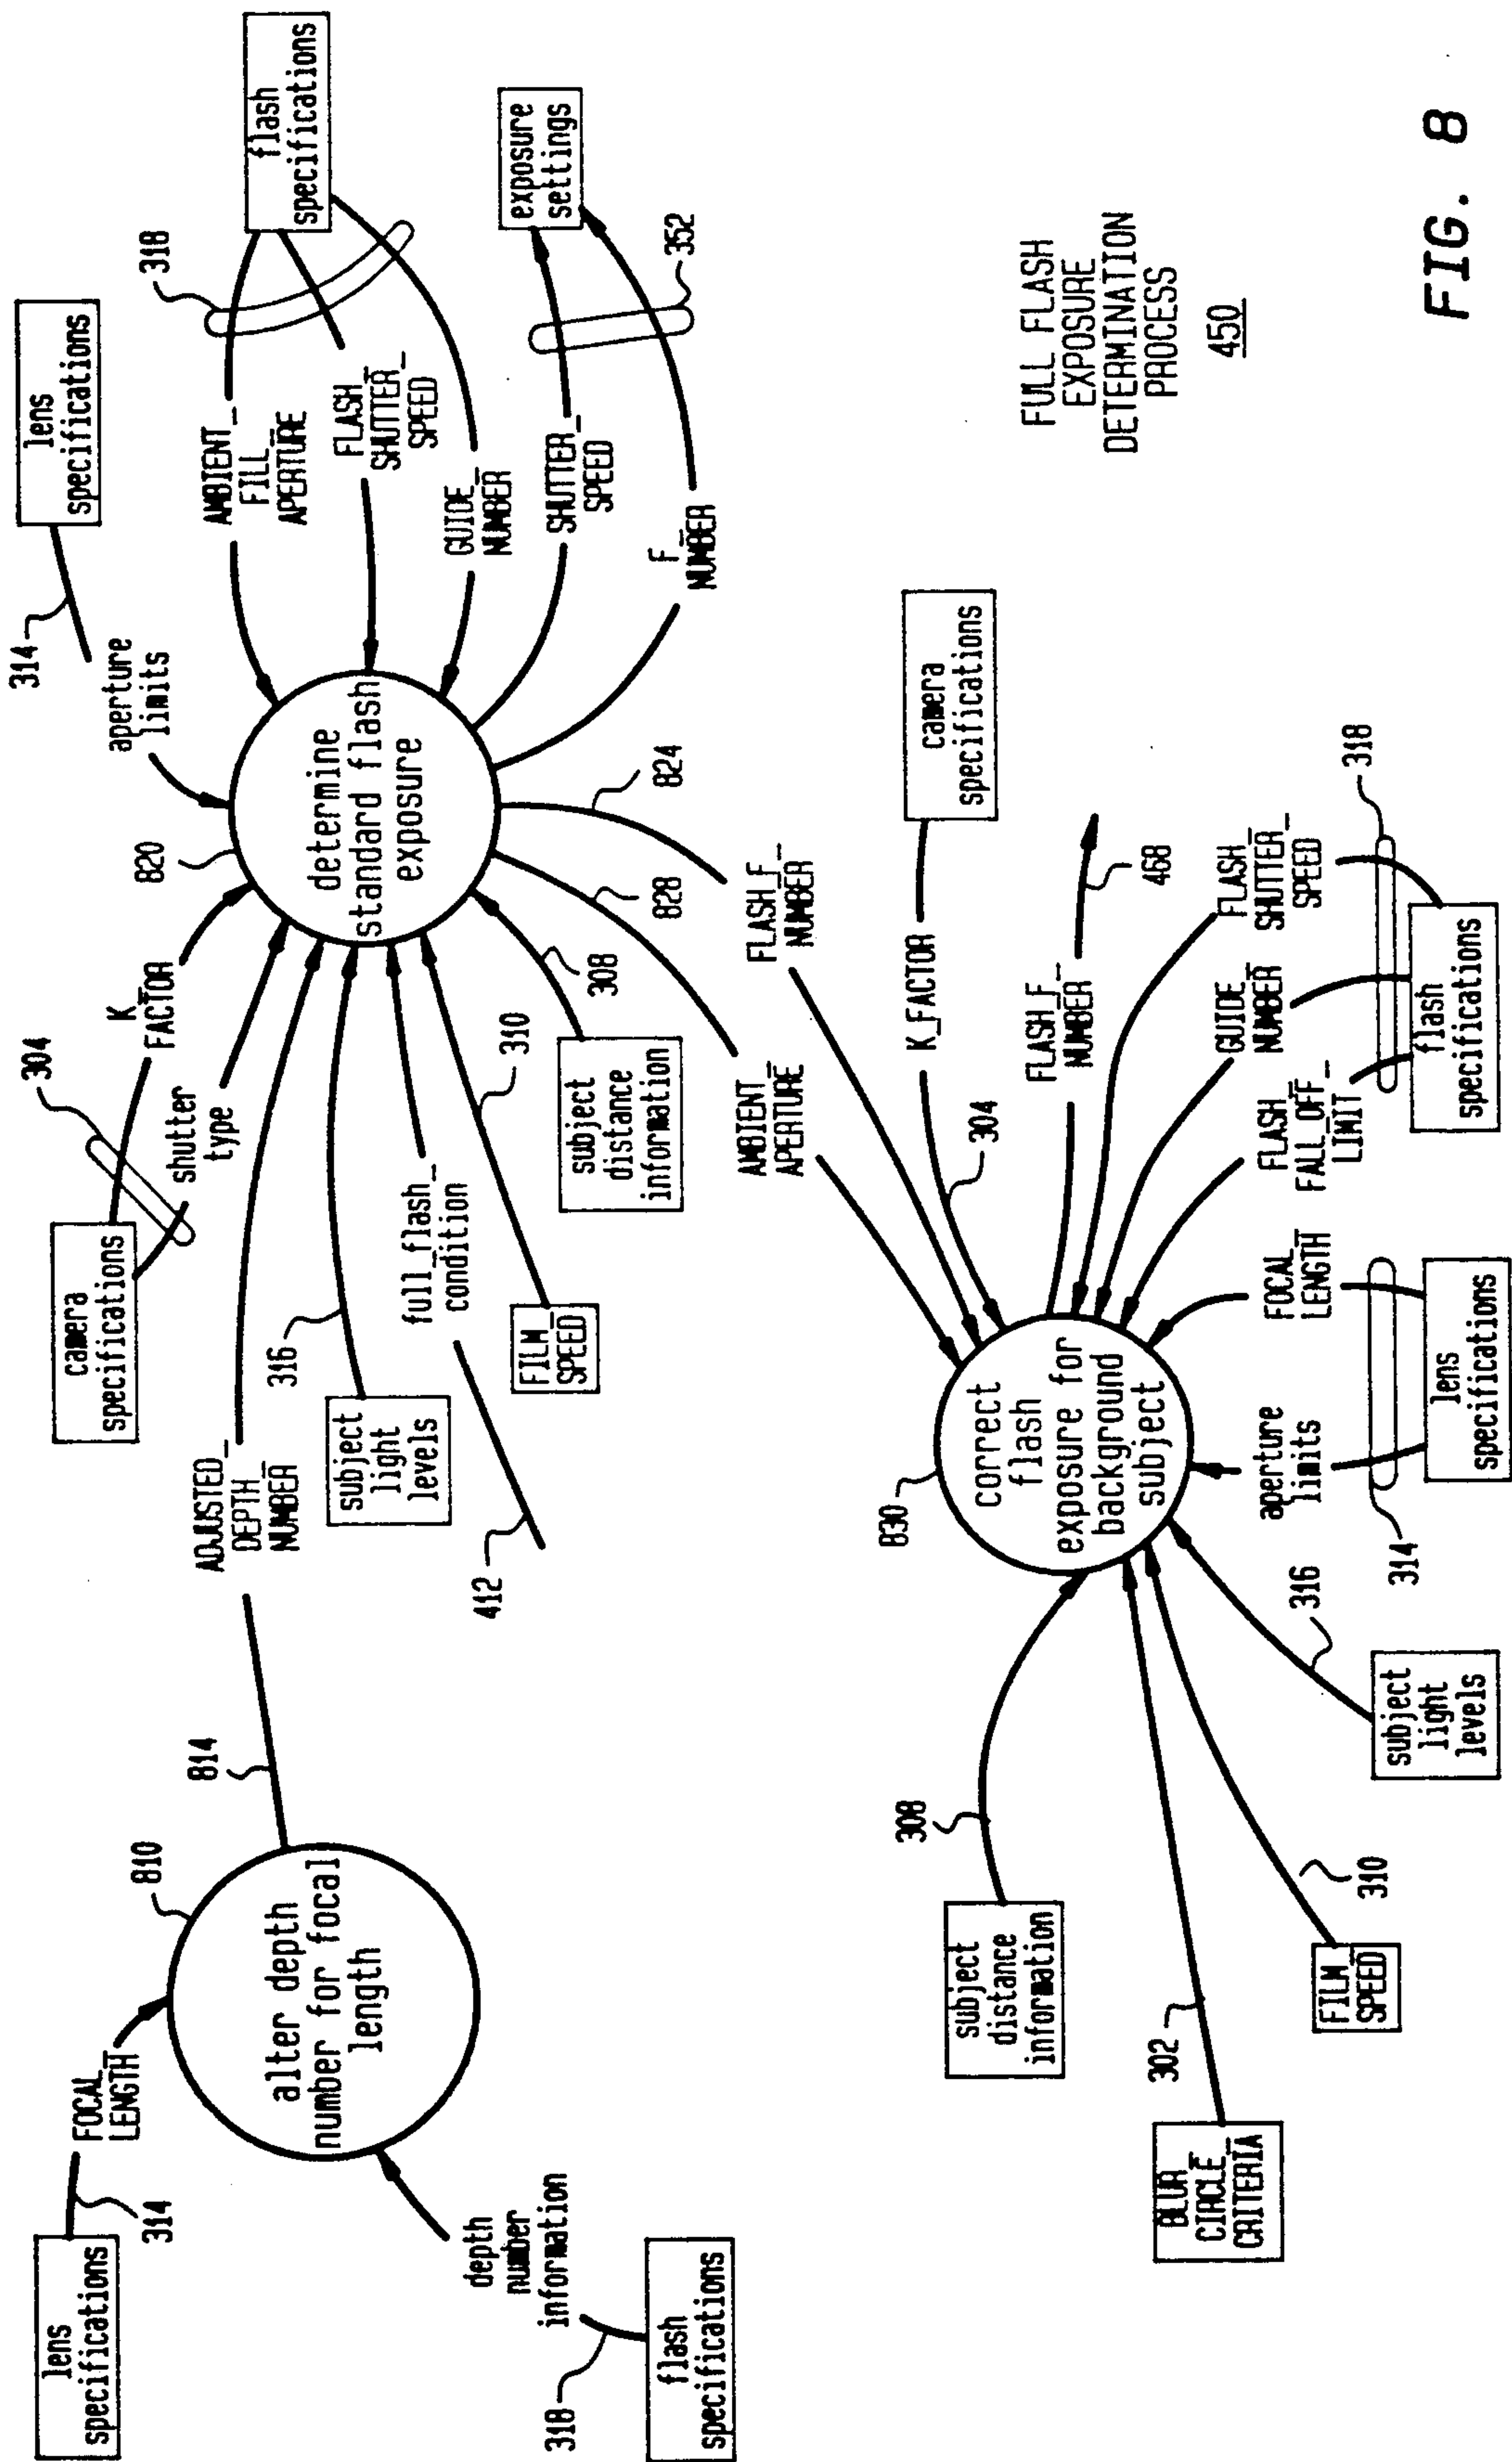 lens
specifications
314
FOCAL_
LENGTH
810
alter depth
number for focal
length
depth
number
information
318
flash
specifications
814
ADJUSTED_
DEPTH_
NUMBER
camera
specifications
304
K_
FACTOR
shutter
type
316
subject
light
levels
full_flash_
condition
412
FILM_
SPEED
310
subject
distance
information
308
820
determine
standard flash
exposure
aperture
limits
314
lens
specifications
AMBIENT_
FILL_
APERTURE
318
flash
specifications
FLASH_
SHUTTER_
SPEED
GUIDE_
NUMBER
SHUTTER_
SPEED
F_
NUMBER
352
exposure
settings
824
828
FLASH_F_
NUMBER
AMBIENT_
APERTURE
830
correct
flash
exposure for
background
subject
308
subject
distance
information
302
BLUR_
CIRCLE_
CRITERIA
310
FILM_
SPEED
316
subject
light
levels
K_FACTOR
304
camera
specifications
FLASH_F_
NUMBER
468
FLASH_
SHUTTER_
SPEED
GUIDE_
NUMBER
FLASH_
FALL_OFF_
LIMIT
318
flash
specifications
FOCAL_
LENGTH
aperture
limits
314
lens
specifications
FULL FLASH
EXPOSURE
DETERMINATION
PROCESS
450
FIG. 8